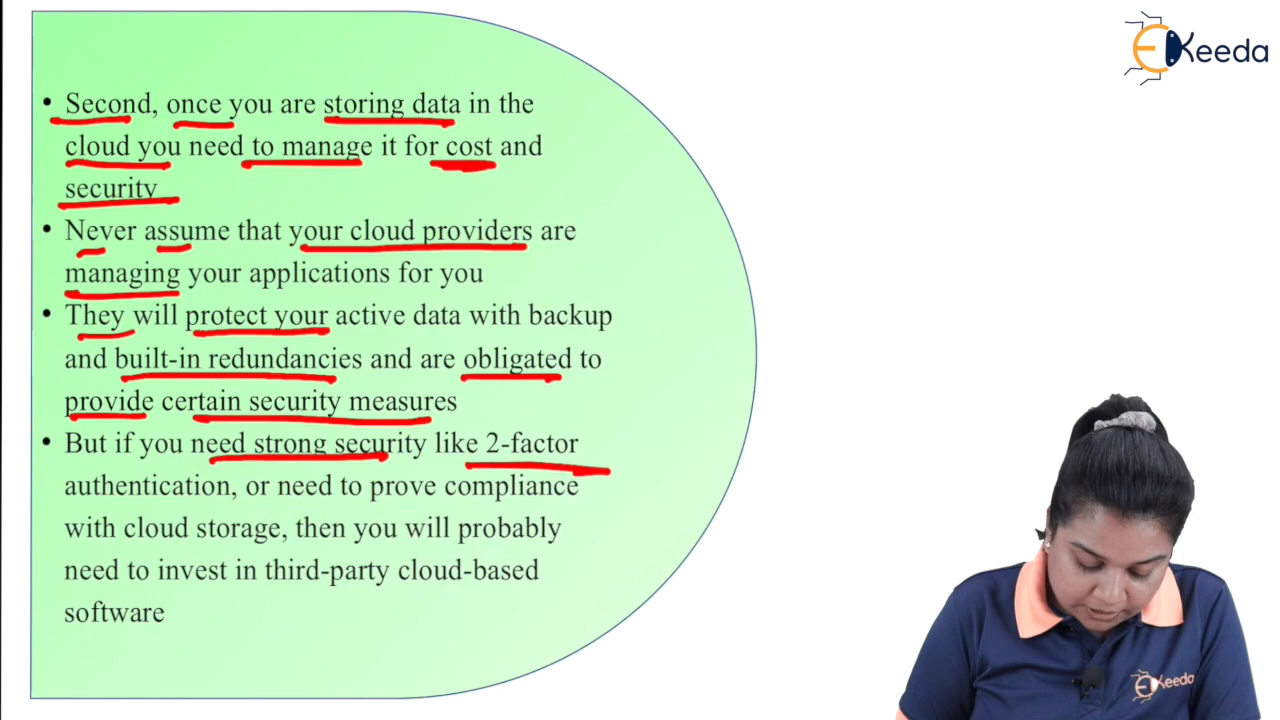 EKeeda
• Second, once you are storing data in the
cloud you need to manage it for cost and
security
• Never assume that your cloud providers are
managing your applications for you
• They will protect your active data with backup
and built-in redundancies and are obligated to
provide certain security measures
• But if you need strong security like 2-factor
authentication, or need to prove compliance
with cloud storage, then you will probably
need to invest in third-party cloud-based
software
EKeeda